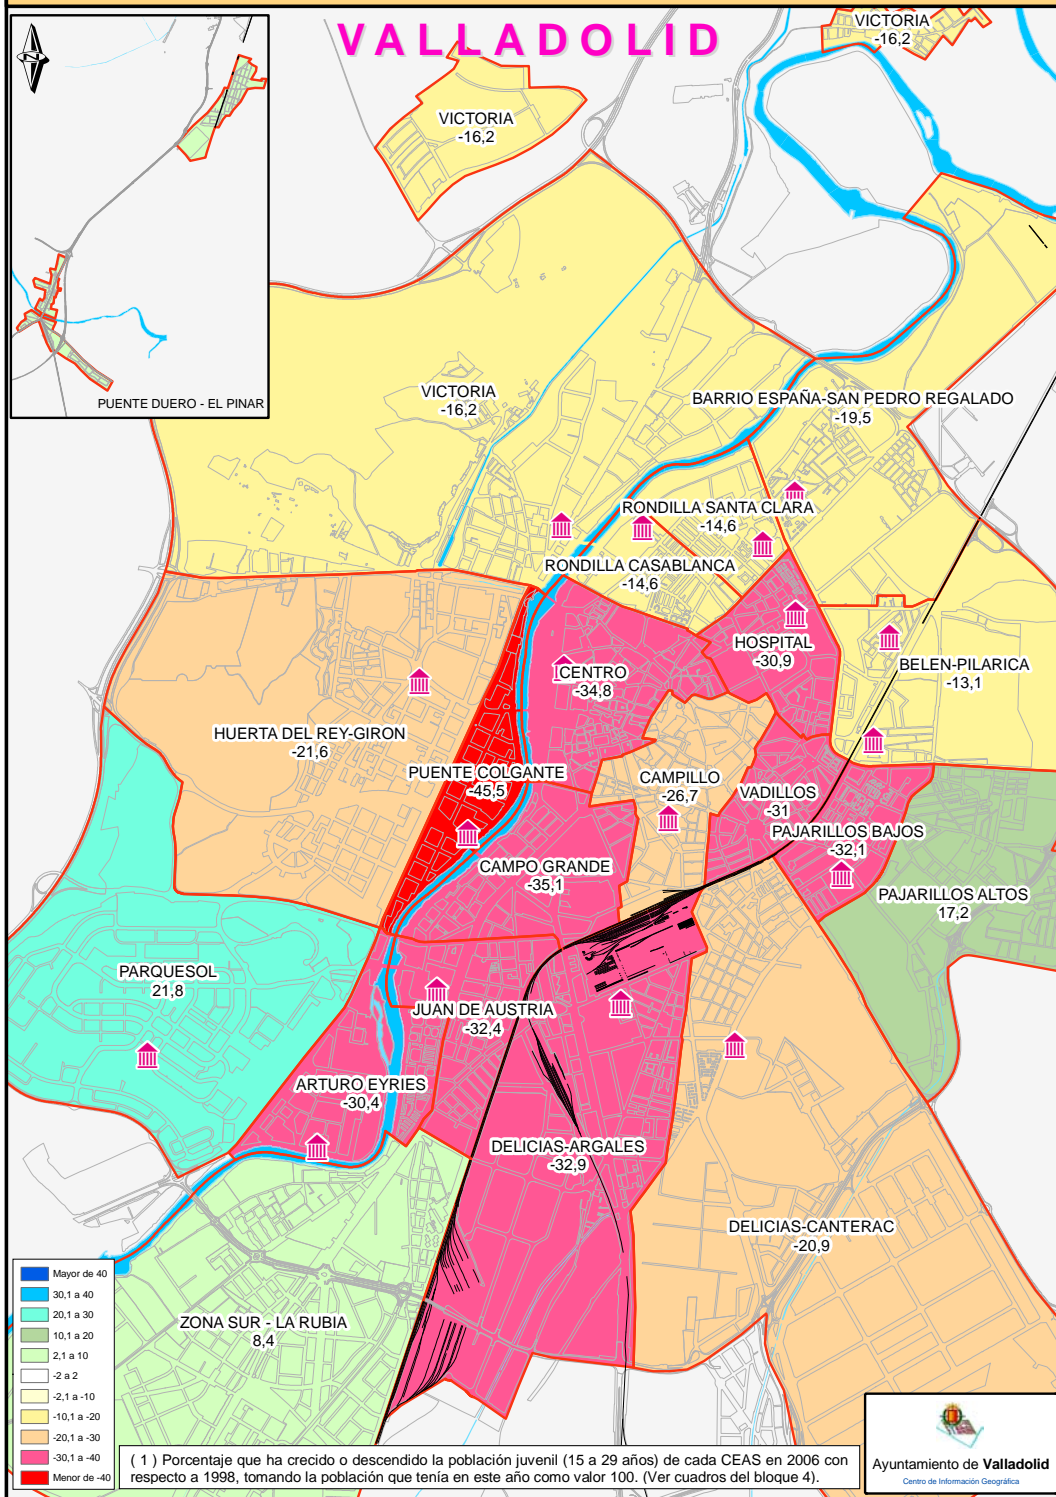 VALLADOLID
VICTORIA
-16,2
VICTORIA
-16,2
PUENTE DUERO - EL PINAR
VICTORIA
-16,2
BARRIO ESPAÑA-SAN PEDRO REGALADO
-19,5
RONDILLA SANTA CLARA
-14,6
RONDILLA CASABLANCA
-14,6
HOSPITAL
-30,9
CENTRO
-34,8
BELEN-PILARICA
-13,1
HUERTA DEL REY-GIRON
-21,6
PUENTE COLGANTE
-45,5
CAMPILLO
-26,7
VADILLOS
-31
PAJARILLOS BAJOS
-32,1
CAMPO GRANDE
-35,1
PAJARILLOS ALTOS
17,2
PARQUESOL
21,8
JUAN DE AUSTRIA
-32,4
ARTURO EYRIES
-30,4
DELICIAS-ARGALES
-32,9
DELICIAS-CANTERAC
-20,9
ZONA SUR - LA RUBIA
8,4
Mayor de 40
30,1 a 40
20,1 a 30
10,1 a 20
2,1 a 10
-2 a 2
-2,1 a -10
-10,1 a -20
-20,1 a -30
-30,1 a -40
Menor de -40
( 1 ) Porcentaje que ha crecido o descendido la población juvenil (15 a 29 años) de cada CEAS en 2006 con
respecto a 1998, tomando la población que tenía en este año como valor 100. (Ver cuadros del bloque 4).
Ayuntamiento de Valladolid
Centro de Información Geográfica